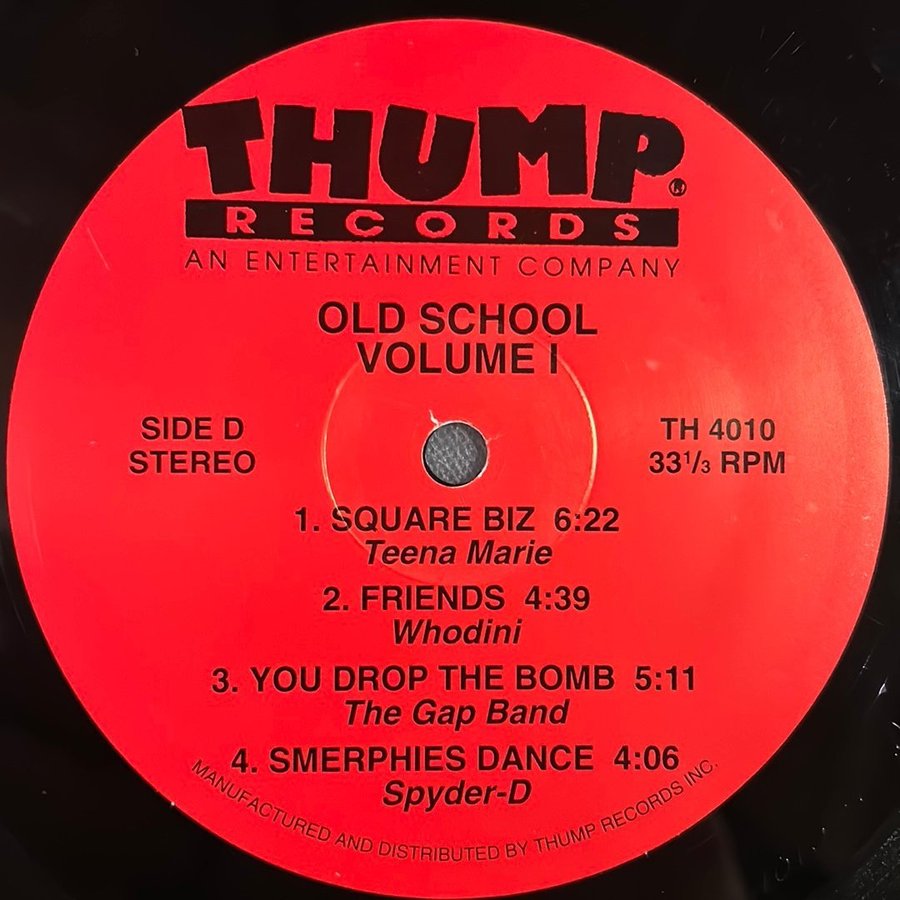 THUMP®
RECORDS
AN ENTERTAINMENT COMPANY
OLD SCHOOL
VOLUME I
SIDE D
STEREO
TH 4010
33 1/3 RPM
1. SQUARE BIZ 6:22
Teena Marie
2. FRIENDS 4:39
Whodini
3. YOU DROP THE BOMB 5:11
The Gap Band
4. SMERPHIES DANCE 4:06
Spyder-D
MANUFACTURED AND DISTRIBUTED BY THUMP RECORDS INC.